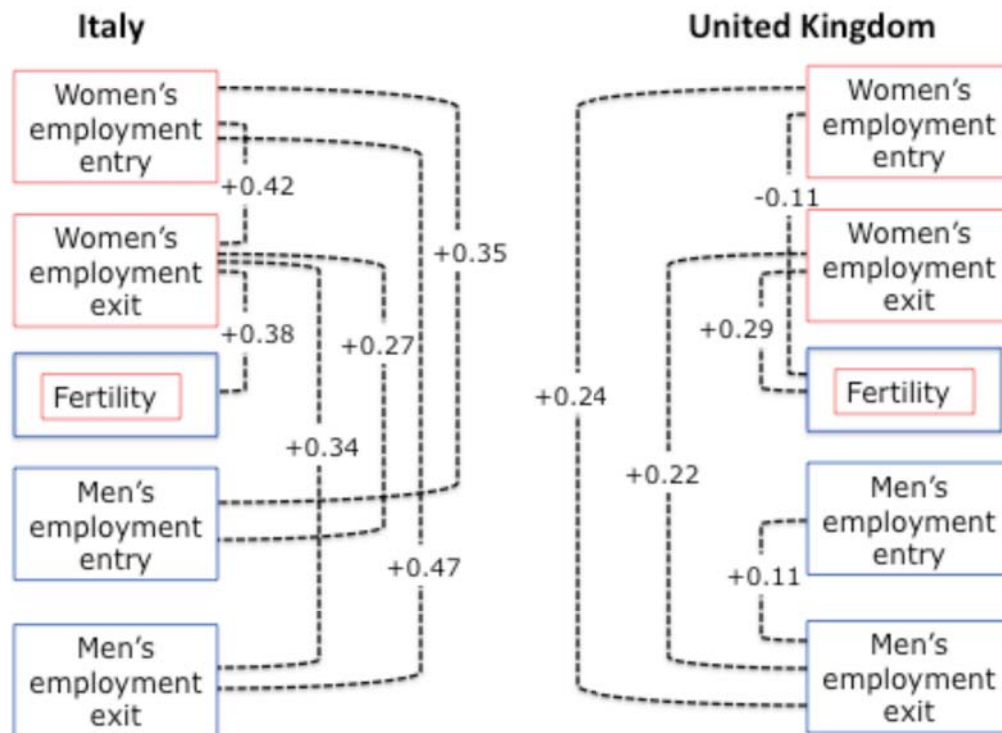 Italy
Women's
employment
entry
+0.42
Women's
employment
exit
+0.35
+0.38
+0.27
Fertility
+0.34
Men's
employment
entry
+0.47
Men's
employment
exit
United Kingdom
Women's
employment
entry
-0.11
Women's
employment
exit
+0.29
Fertility
+0.24
+0.22
Men's
employment
entry
+0.11
Men's
employment
exit